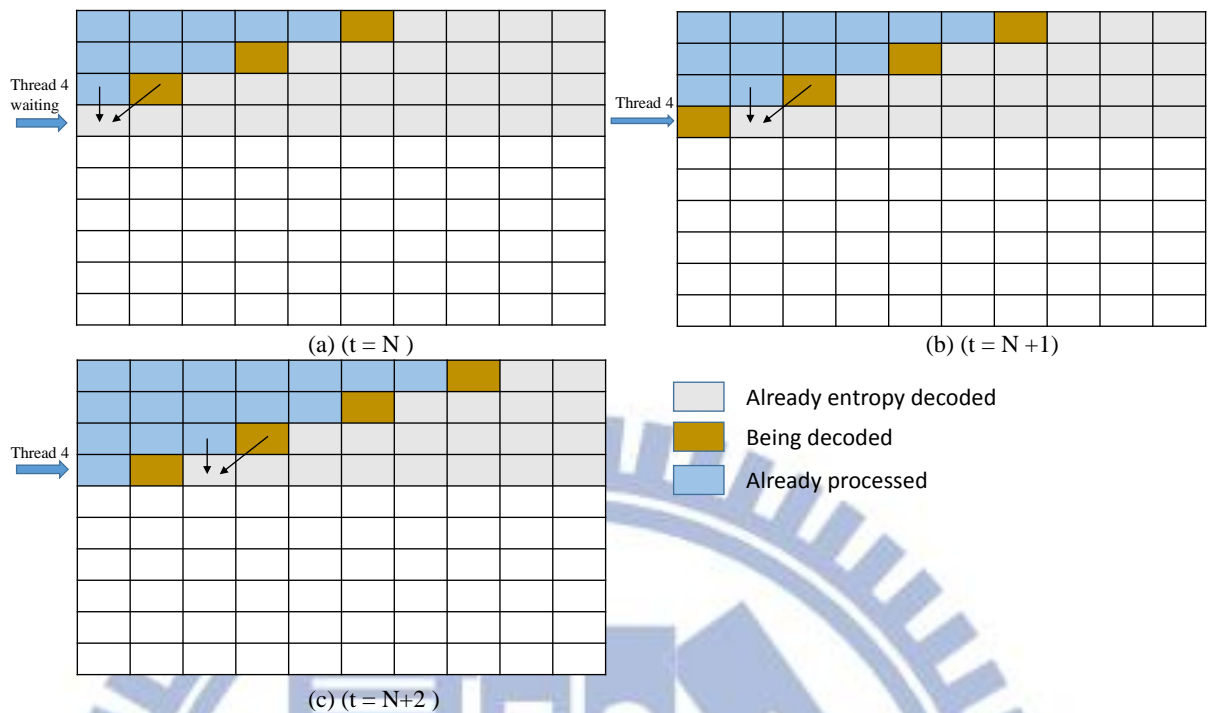 Thread 4
waiting
Thread 4
(a) (t = N )
(b) (t = N +1)
Thread 4
Already entropy decoded
Being decoded
Already processed
(c) (t = N+2 )